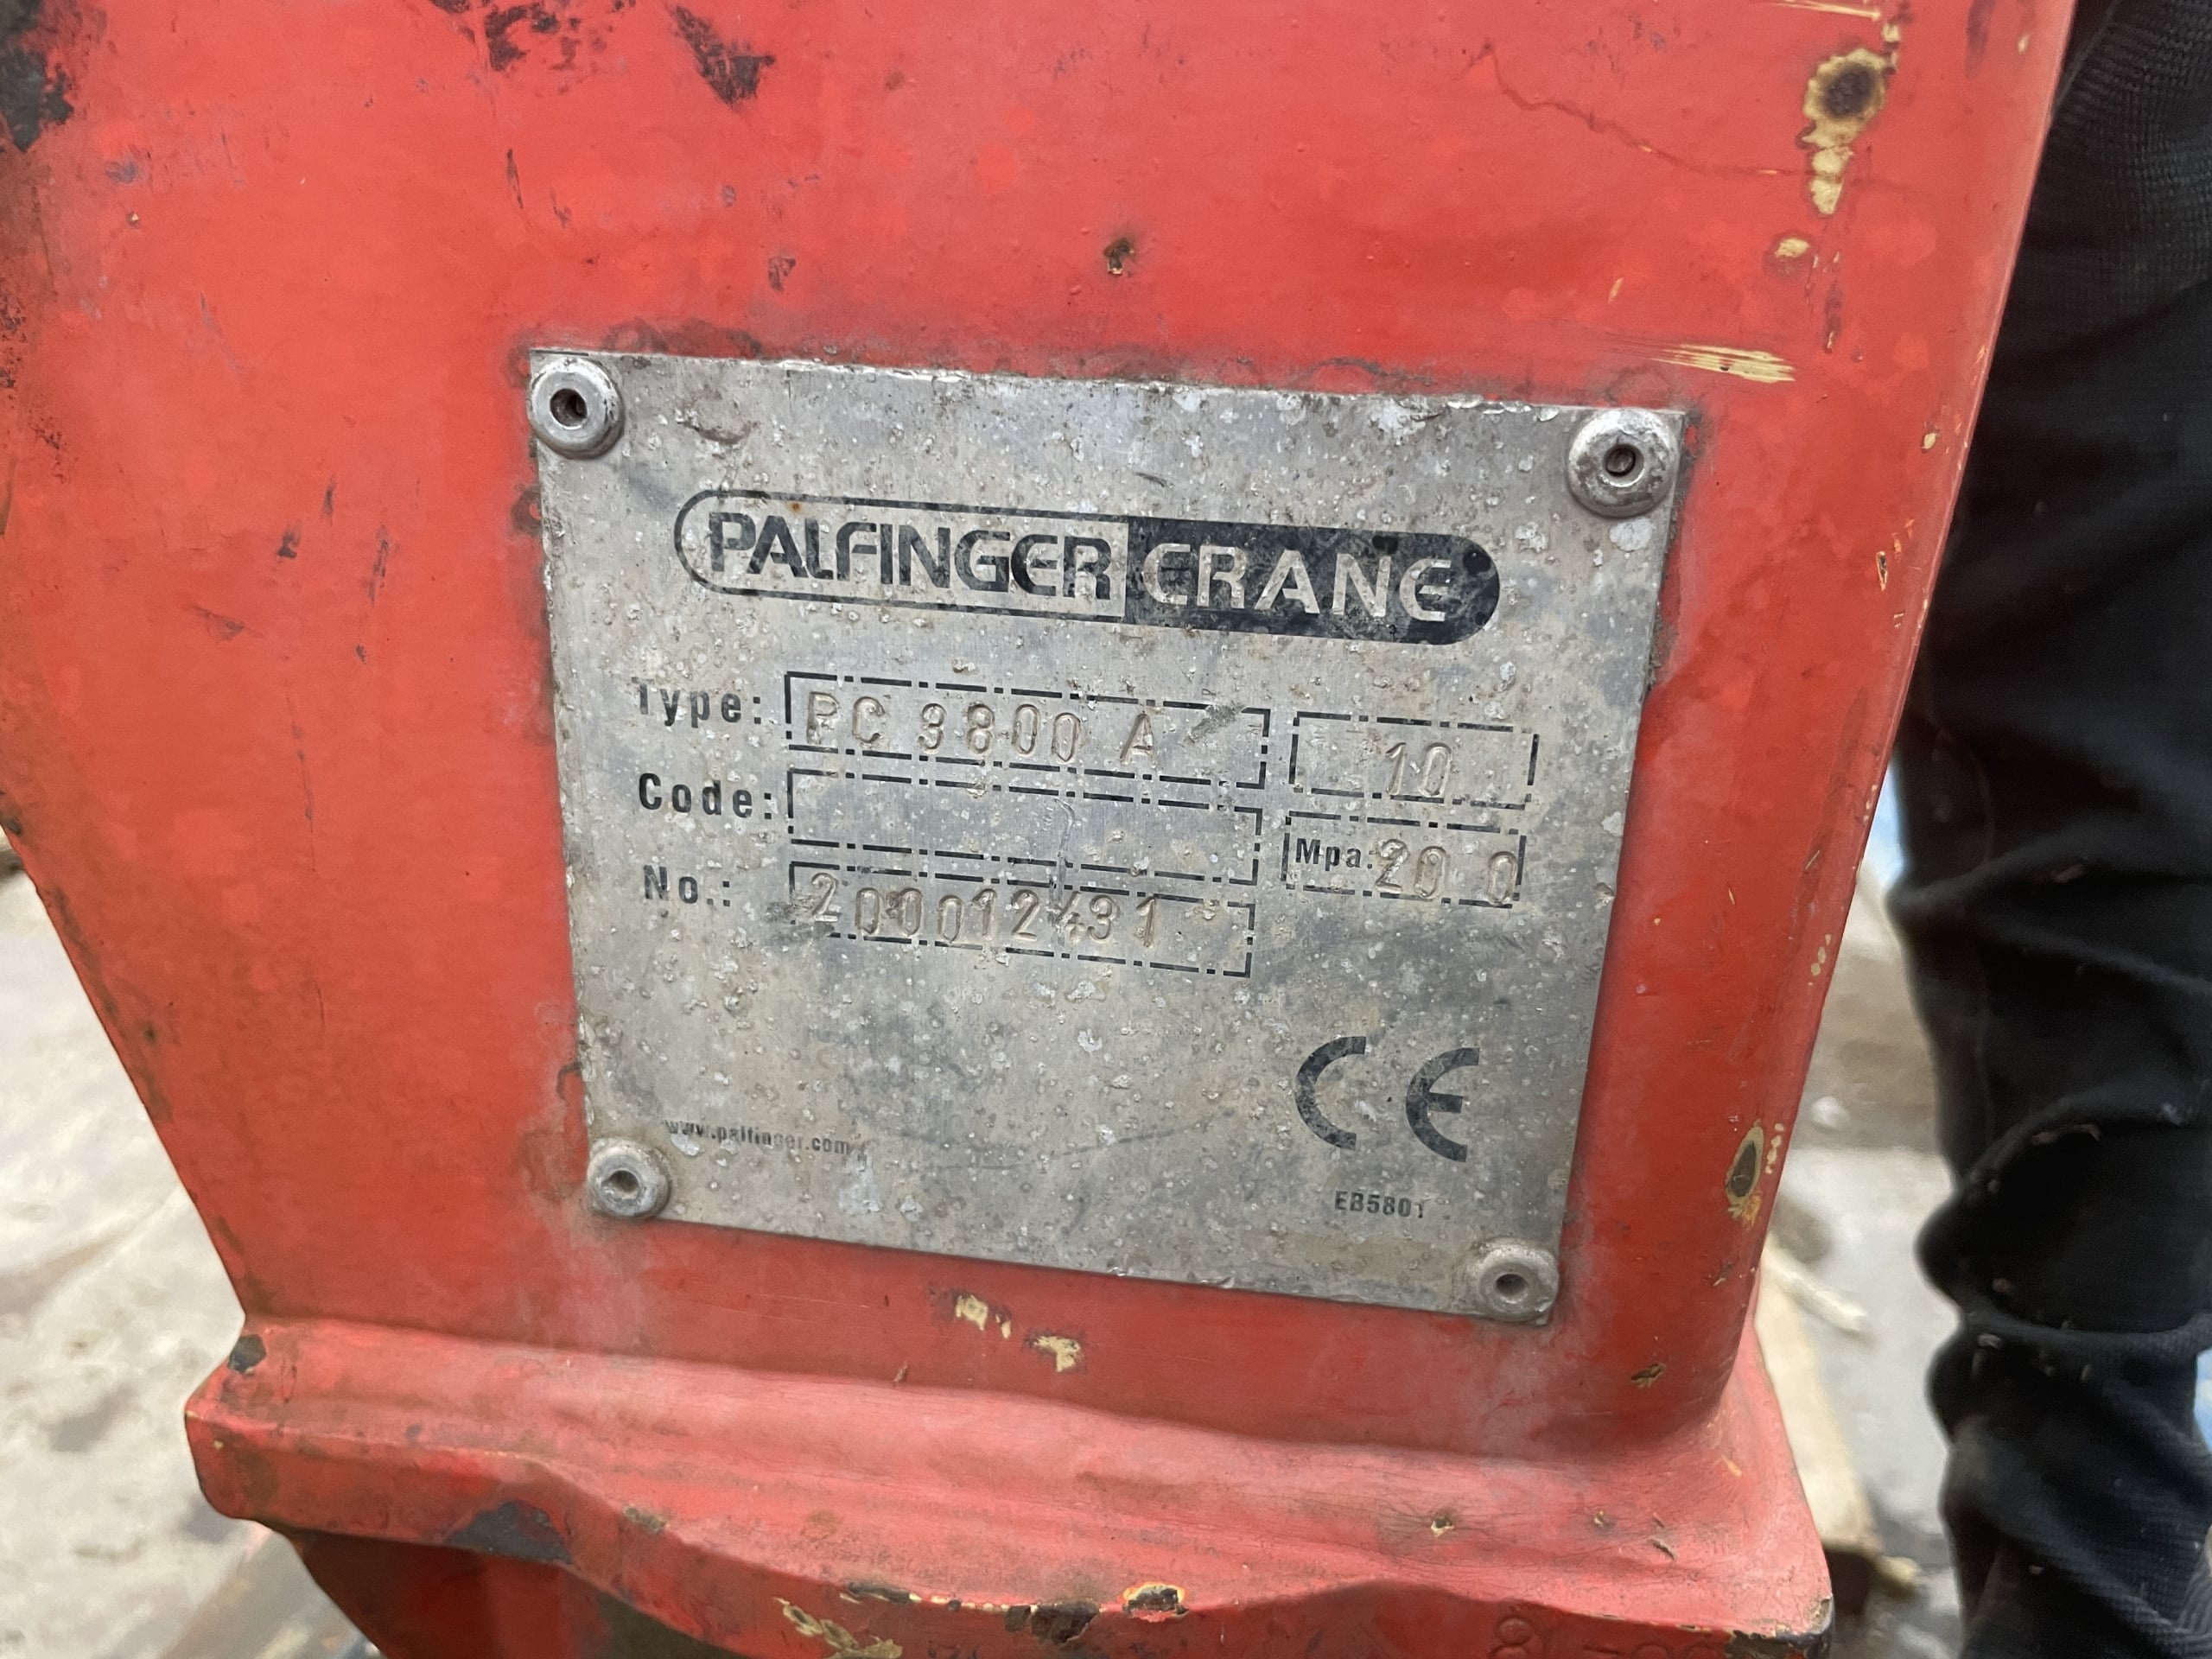 PALFINGER CRANE
Type: PC 3800 A 10
Code:
Mpa: 20 0
No.: 200012431
CE
www.palfinger.com
EB5801